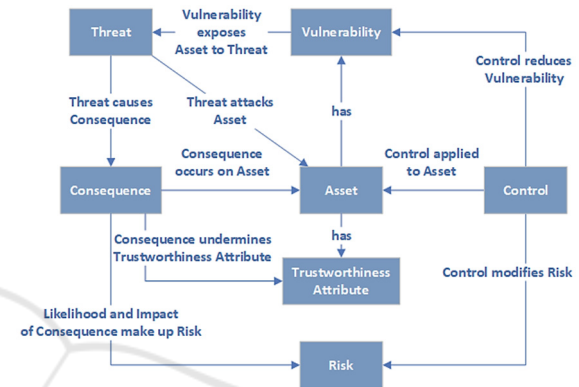 Vulnerability
exposes
Asset to Threat
Threat
Vulnerability
Control reduces
Vulnerability
Threat causes
Consequence
Threat attacks
Asset
has
Consequence
occurs on Asset
Control applied
to Asset
Consequence
Asset
Control
has
Consequence undermines
Trustworthiness Attribute
Trustworthiness
Attribute
Control modifies Risk
Likelihood and Impact
of Consequence make up Risk
Risk